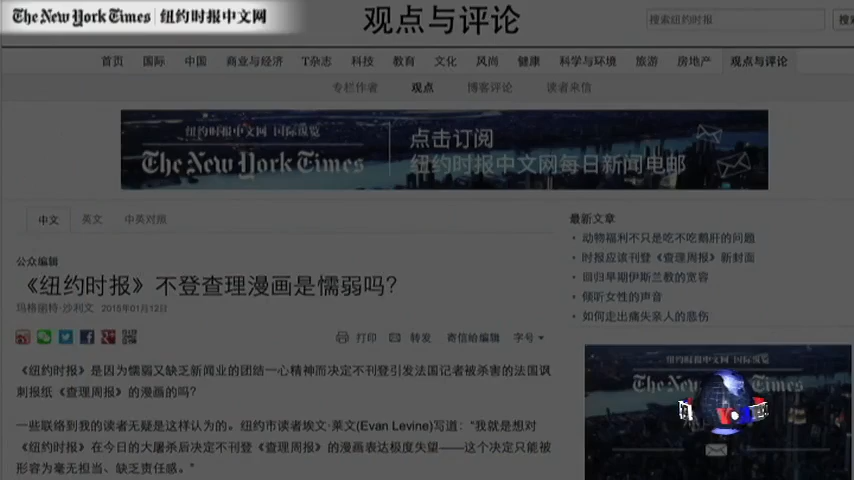 The New York Times 纽约时报中文网
观点与评论
搜索纽约时报
首页 国际 中国 商业与经济 T杂志 科技 教育 文化 风尚 健康 科学与环境 旅游 房地产 观点与评论
专栏作者 观点 博客评论 读者来信
纽约时报中文网 国际纵览
The New York Times
点击订阅
纽约时报中文网每日新闻电邮
中文 英文 中英对照
公众编辑
《纽约时报》不登查理漫画是懦弱吗？
玛格丽特·沙利文 2015年01月12日
打印 转发 寄信给编辑 字号
《纽约时报》是因为懦弱又缺乏新闻业的团结一心精神而决定不刊登引发法国记者被杀害的法国讽
刺报纸《查理周报》的漫画的吗？
一些联络到我的读者无疑是这样认为的。纽约市读者埃文·莱文(Evan Levine)写道：“我就是想对
《纽约时报》在今日的大屠杀后决定不刊登《查理周报》的漫画表达极度失望——这个决定只能被
形容为毫无担当、缺乏责任感。”
最新文章
动物福利不只是吃不吃鹅肝的问题
时报应该刊登《查理周报》新封面
回归早期伊斯兰教的宽容
倾听女性的声音
如何走出痛失亲人的悲伤
纽约时报中文网 国际纵览
The New York Times
VOA